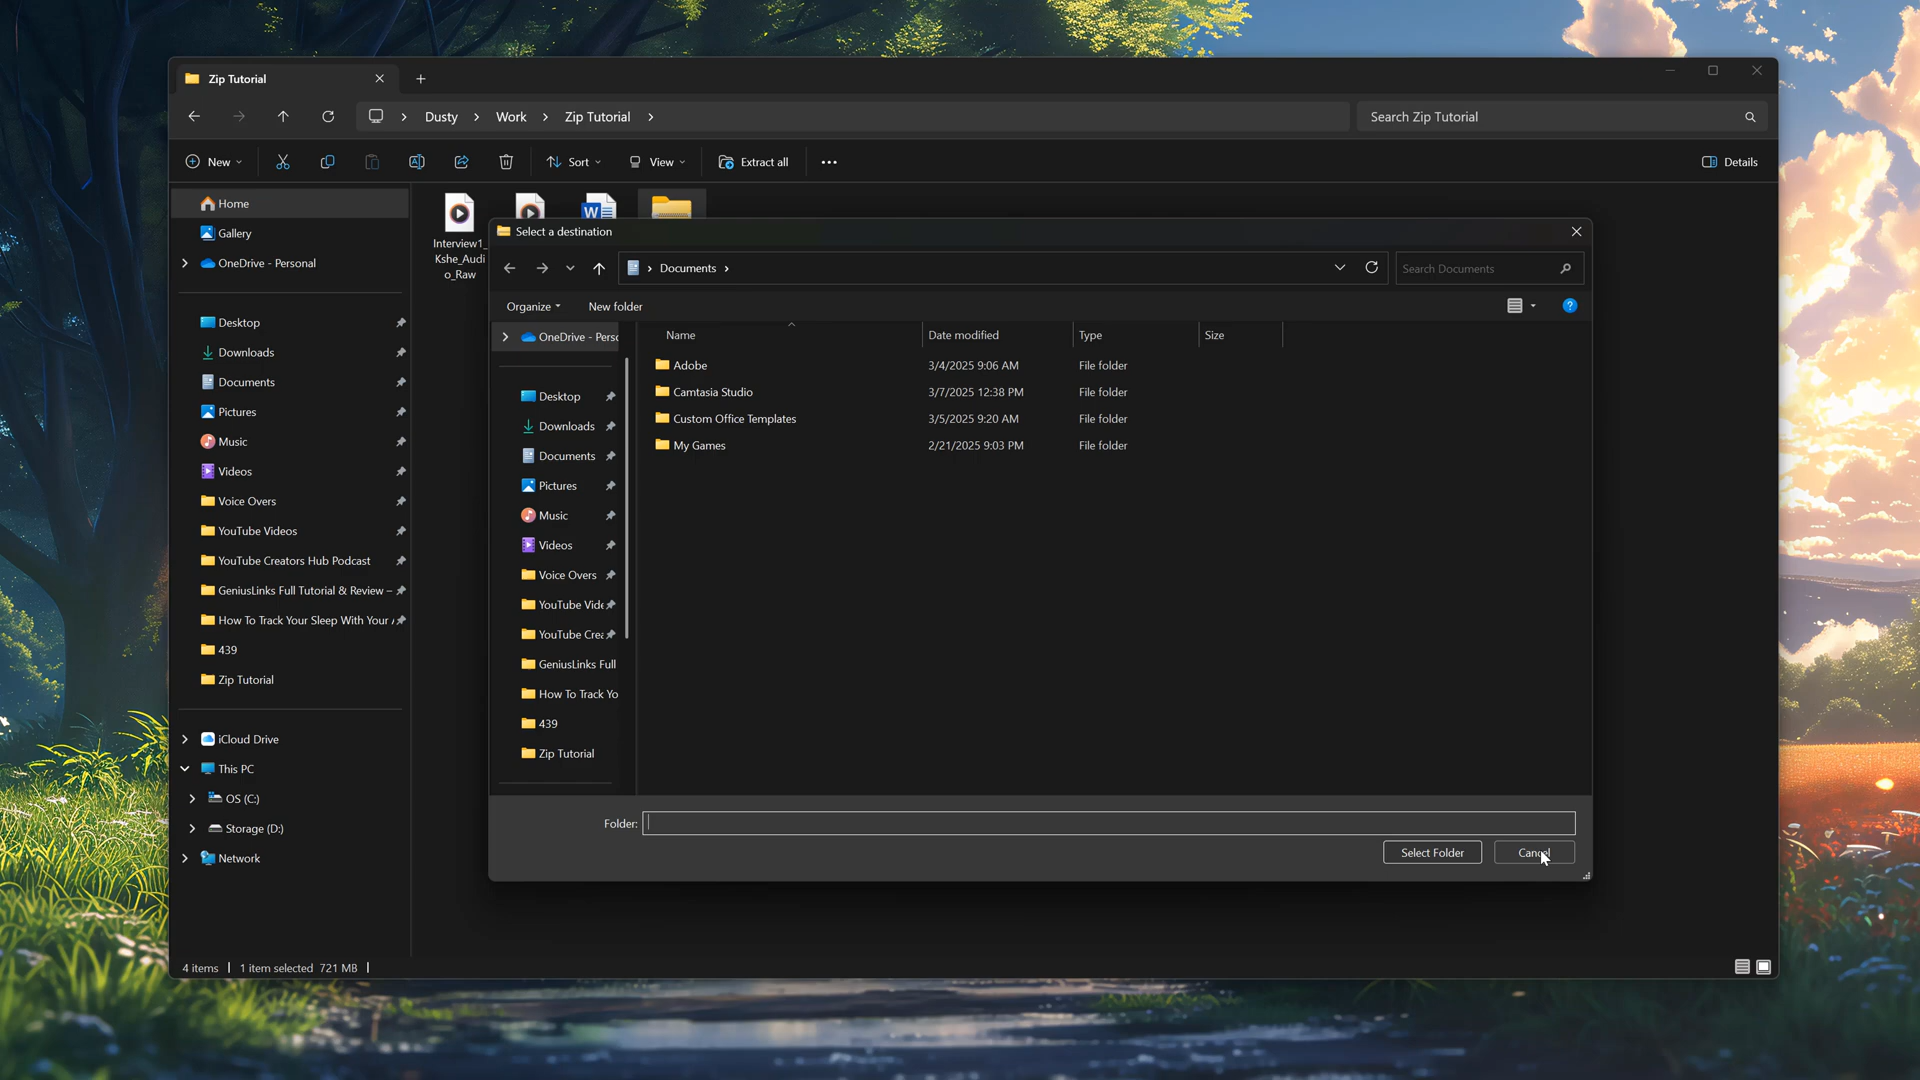 Zip Tutorial
Dusty
Work
Zip Tutorial
Search Zip Tutorial
New
Sort
View
Extract all
Details
Home
Gallery
OneDrive - Personal
Desktop
Downloads
Documents
Pictures
Music
Videos
Voice Overs
YouTube Videos
YouTube Creators Hub Podcast
GeniusLinks Full Tutorial & Review –
How To Track Your Sleep With Your
439
Zip Tutorial
iCloud Drive
This PC
OS (C:)
Storage (D:)
Network
Interview1_
Kshe_Audi
o_Raw
W
Select a destination
Documents
Search Documents
Organize
New folder
?
OneDrive - Perso
Desktop
Downloads
Documents
Pictures
Music
Videos
Voice Overs
YouTube Vide
YouTube Crea
GeniusLinks Full
How To Track Yo
439
Zip Tutorial
Name Date modified Type Size
Adobe 3/4/2025 9:06 AM File folder
Camtasia Studio 3/7/2025 12:38 PM File folder
Custom Office Templates 3/5/2025 9:20 AM File folder
My Games 2/21/2025 9:03 PM File folder
Folder:
Select Folder
Cancel
4 items 1 item selected 721 MB